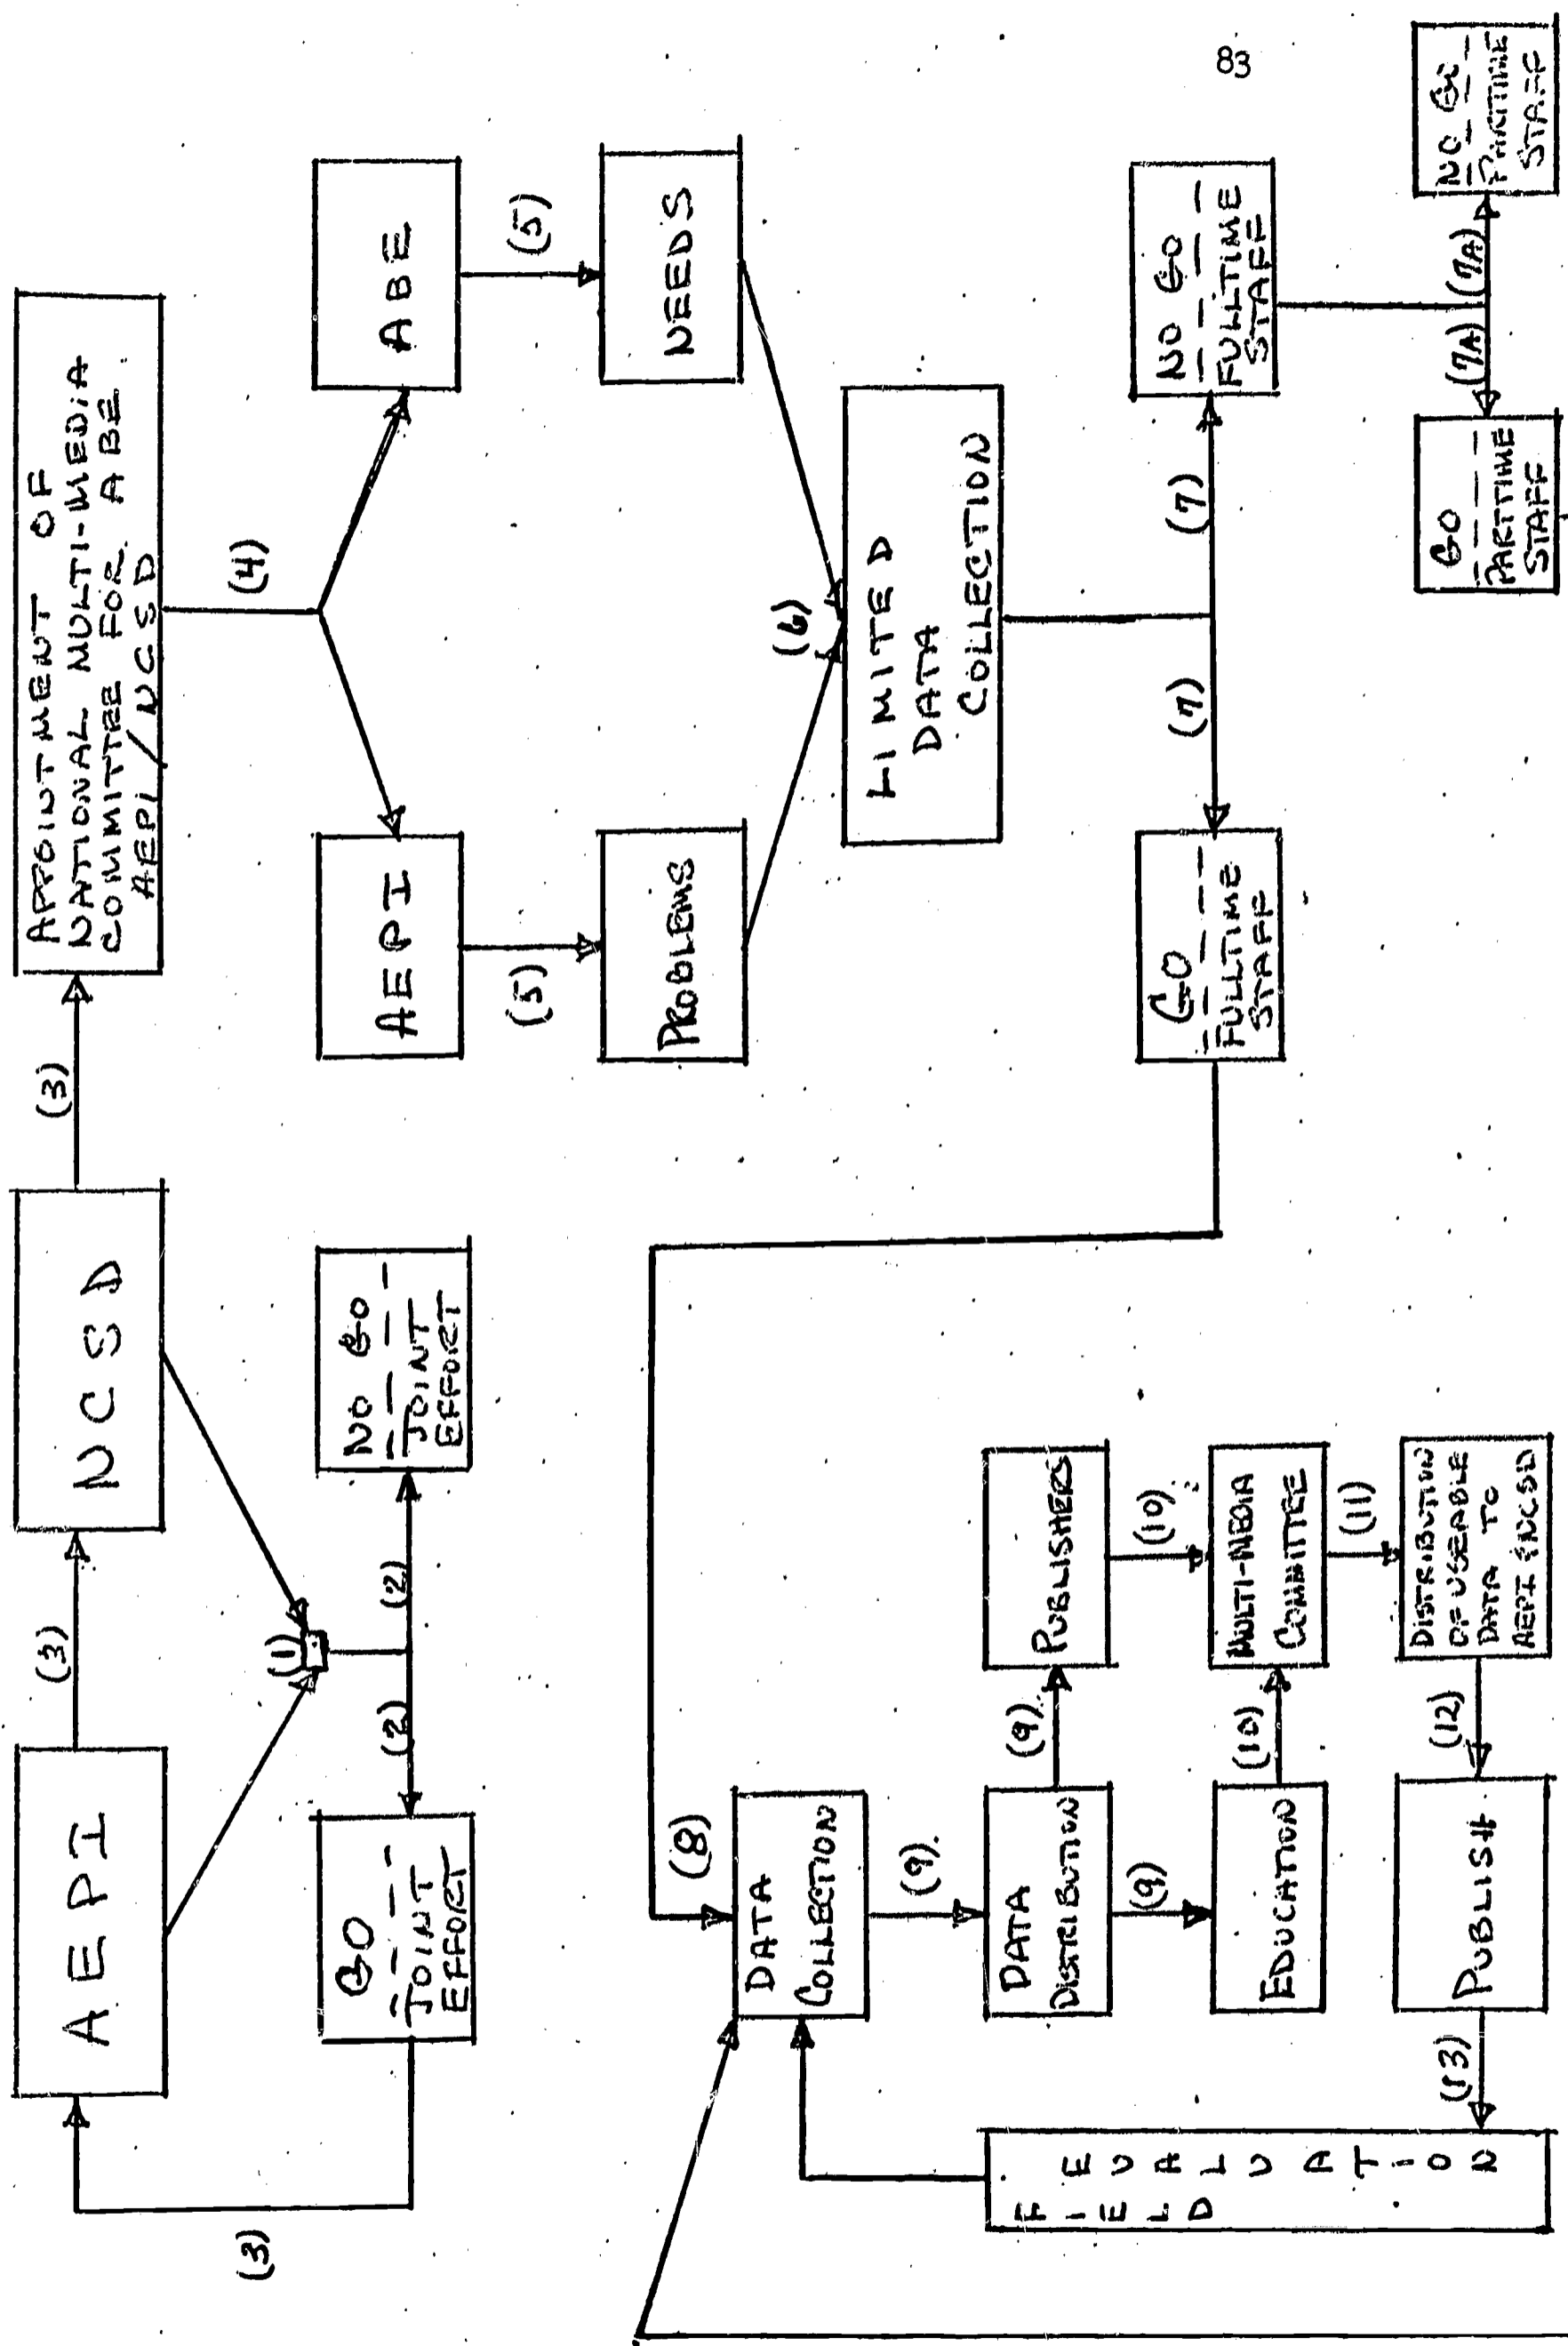 83
(3)
AEPI
(3)
NCSD
(3)
APPOINTMENT OF
NATIONAL MULTI-MEDIA
COMMITTEE FOR ABE
AEPI/NCSD
(1)
(2)
(2)
GO
JOINT
EFFORT
NO GO
JOINT
EFFORT
(4)
AEPI
ABE
(5)
(5)
PROBLEMS
NEEDS
(6)
LIMITED
DATA
COLLECTION
(7)
(7)
GO
FULLTIME
STAFF
NO GO
FULLTIME
STAFF
(7A)
(7A)
GO
PARTTIME
STAFF
NO GO
PARTTIME
STAFF
(8)
DATA
COLLECTION
(9)
DATA
DISTRIBUTION
(9)
PUBLISHERS
(9)
(10)
EDUCATION
(10)
MULTI-MEDIA
COMMITTEE
(11)
DISTRIBUTION
OF USEABLE
DATA TO
AEPI & NCSD
(12)
PUBLISH
(13)
FIELD
EVALUATION